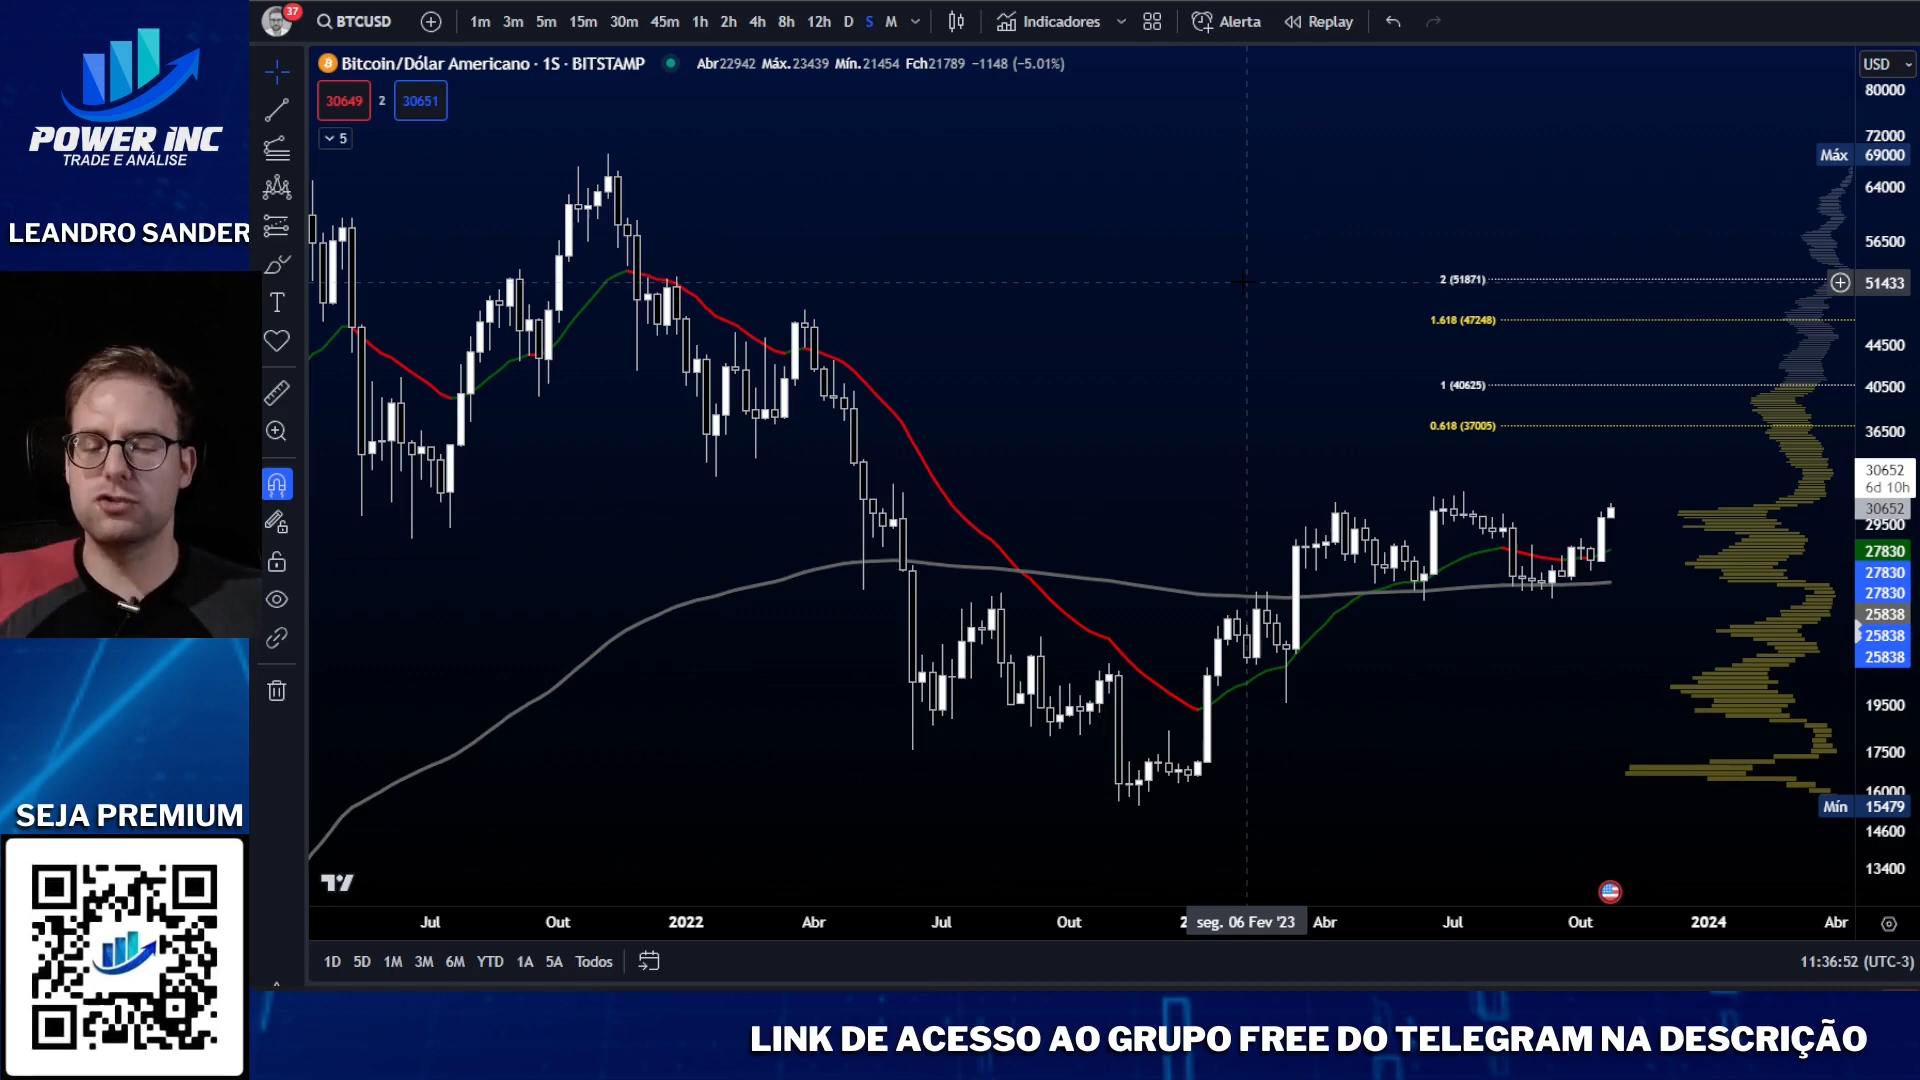 POWER INC
TRADE E ANÁLISE
LEANDRO SANDER
SEJA PREMIUM
37
BTCUSD
1m 3m 5m 15m 30m 45m 1h 2h 4h 8h 12h D S M
Indicadores
Alerta
Replay
Bitcoin/Dólar Americano · 1S · BITSTAMP
Abr22942 Máx.23439 Mín.21454 Fch21789 −1148 (−5.01%)
30649 2 30651
5
USD
80000
72000
Máx 69000
64000
56500
2 (51871)
51433
1.618 (47248)
44500
1 (40625)
40500
0.618 (37005)
36500
30652
6d 10h
30652
29500
27830
27830
27830
25838
25838
25838
19500
17500
16000
Mín 15479
14600
13400
Jul Out 2022 Abr Jul Out 2 seg. 06 Fev '23 Abr Jul Out 2024 Abr
1D 5D 1M 3M 6M YTD 1A 5A Todos
11:36:52 (UTC-3)
LINK DE ACESSO AO GRUPO FREE DO TELEGRAM NA DESCRIÇÃO